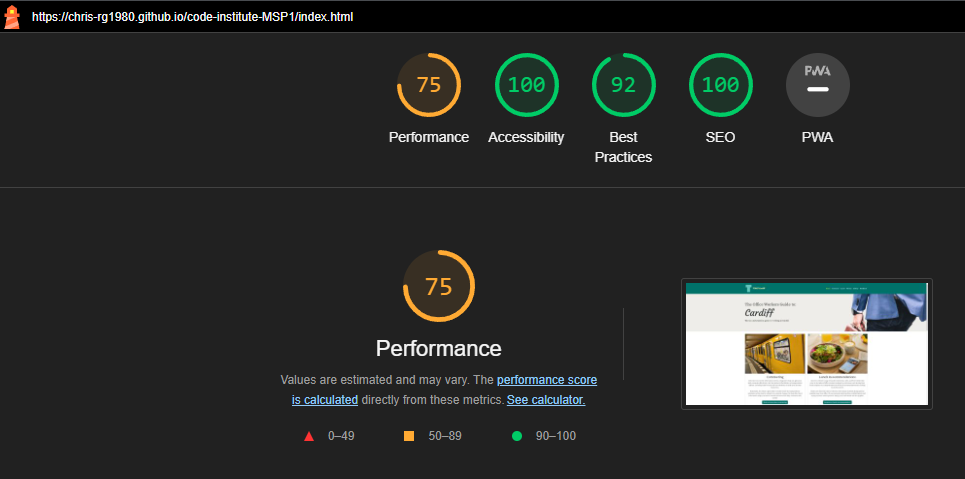 https://chris-rg1980.github.io/code-institute-MSP1/index.html
75
100
92
100
PWA
Performance
Accessibility
Best
Practices
SEO
PWA
75
Performance
Values are estimated and may vary. The performance score
is calculated directly from these metrics. See calculator.
0–49
50–89
90–100
The Office Workers Guide to
Cardiff